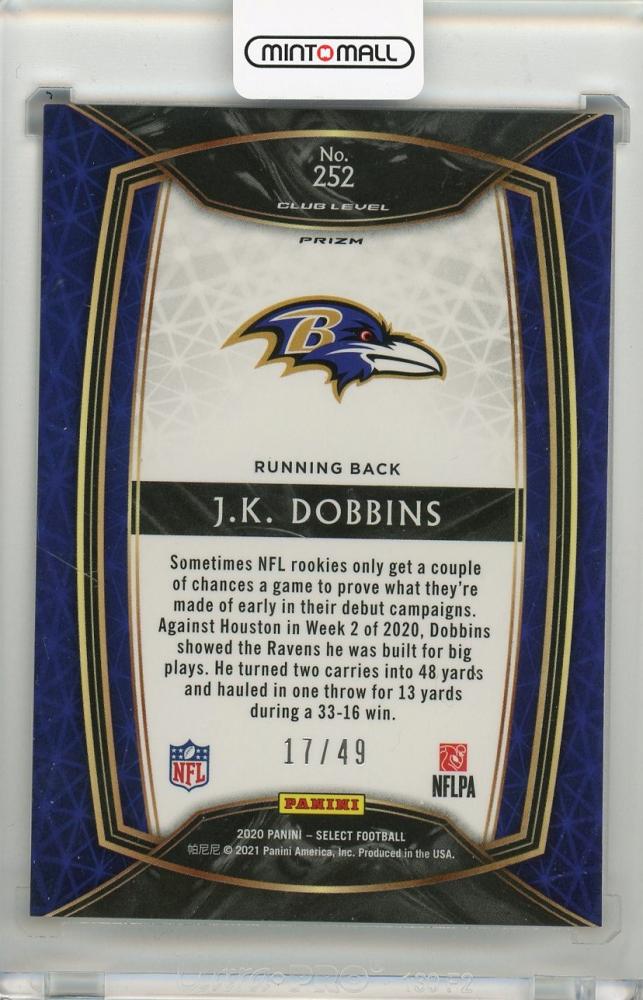 MINTMALL
No.
252
CLUB LEVEL
PRIZM
B
RUNNING BACK
J.K. DOBBINS
Sometimes NFL rookies only get a couple
of chances a game to prove what they're
made of early in their debut campaigns.
Against Houston in Week 2 of 2020, Dobbins
showed the Ravens he was built for big
plays. He turned two carries into 48 yards
and hauled in one throw for 13 yards
during a 33-16 win.
17/49
NFL
NFLPA
PANINI
2020 PANINI – SELECT FOOTBALL
帕尼尼 © 2021 Panini America, Inc. Produced in the USA.